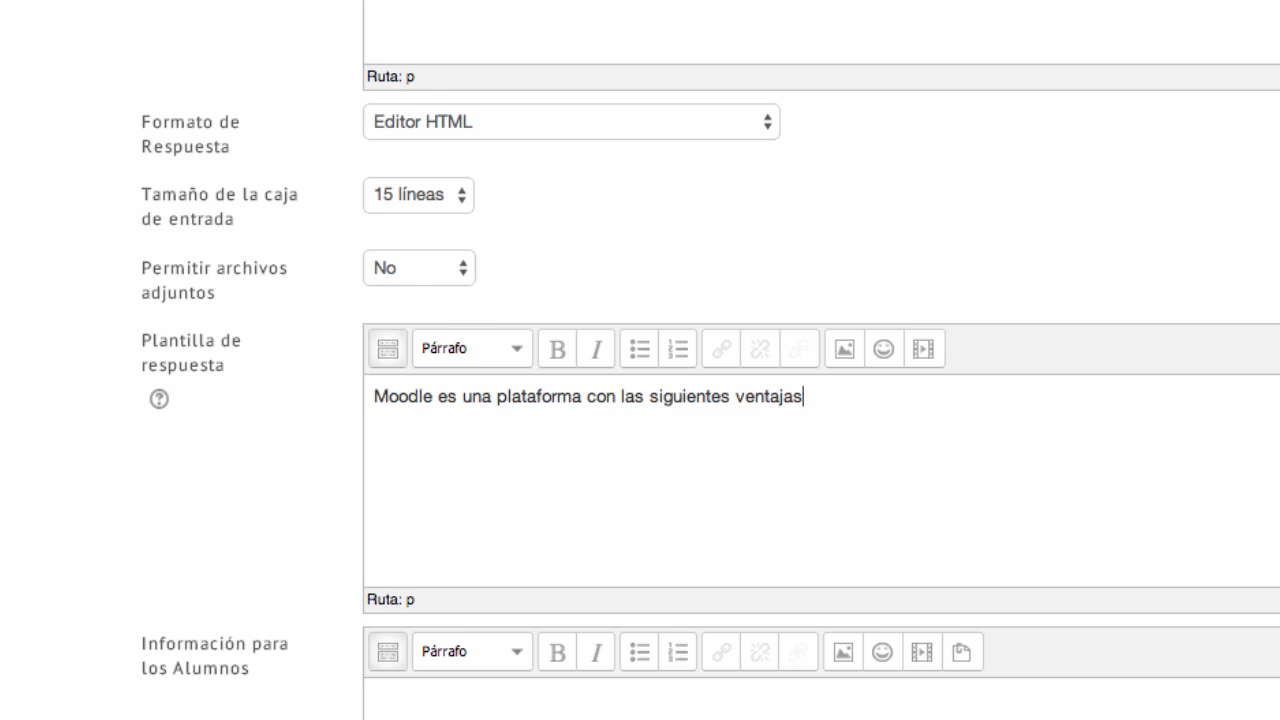 Ruta: p
Formato de
Respuesta
Editor HTML
Tamaño de la caja
de entrada
15 líneas
Permitir archivos
adjuntos
No
Plantilla de
respuesta
Párrafo
B I
Moodle es una plataforma con las siguientes ventajas
Ruta: p
Información para
los Alumnos
Párrafo
B I